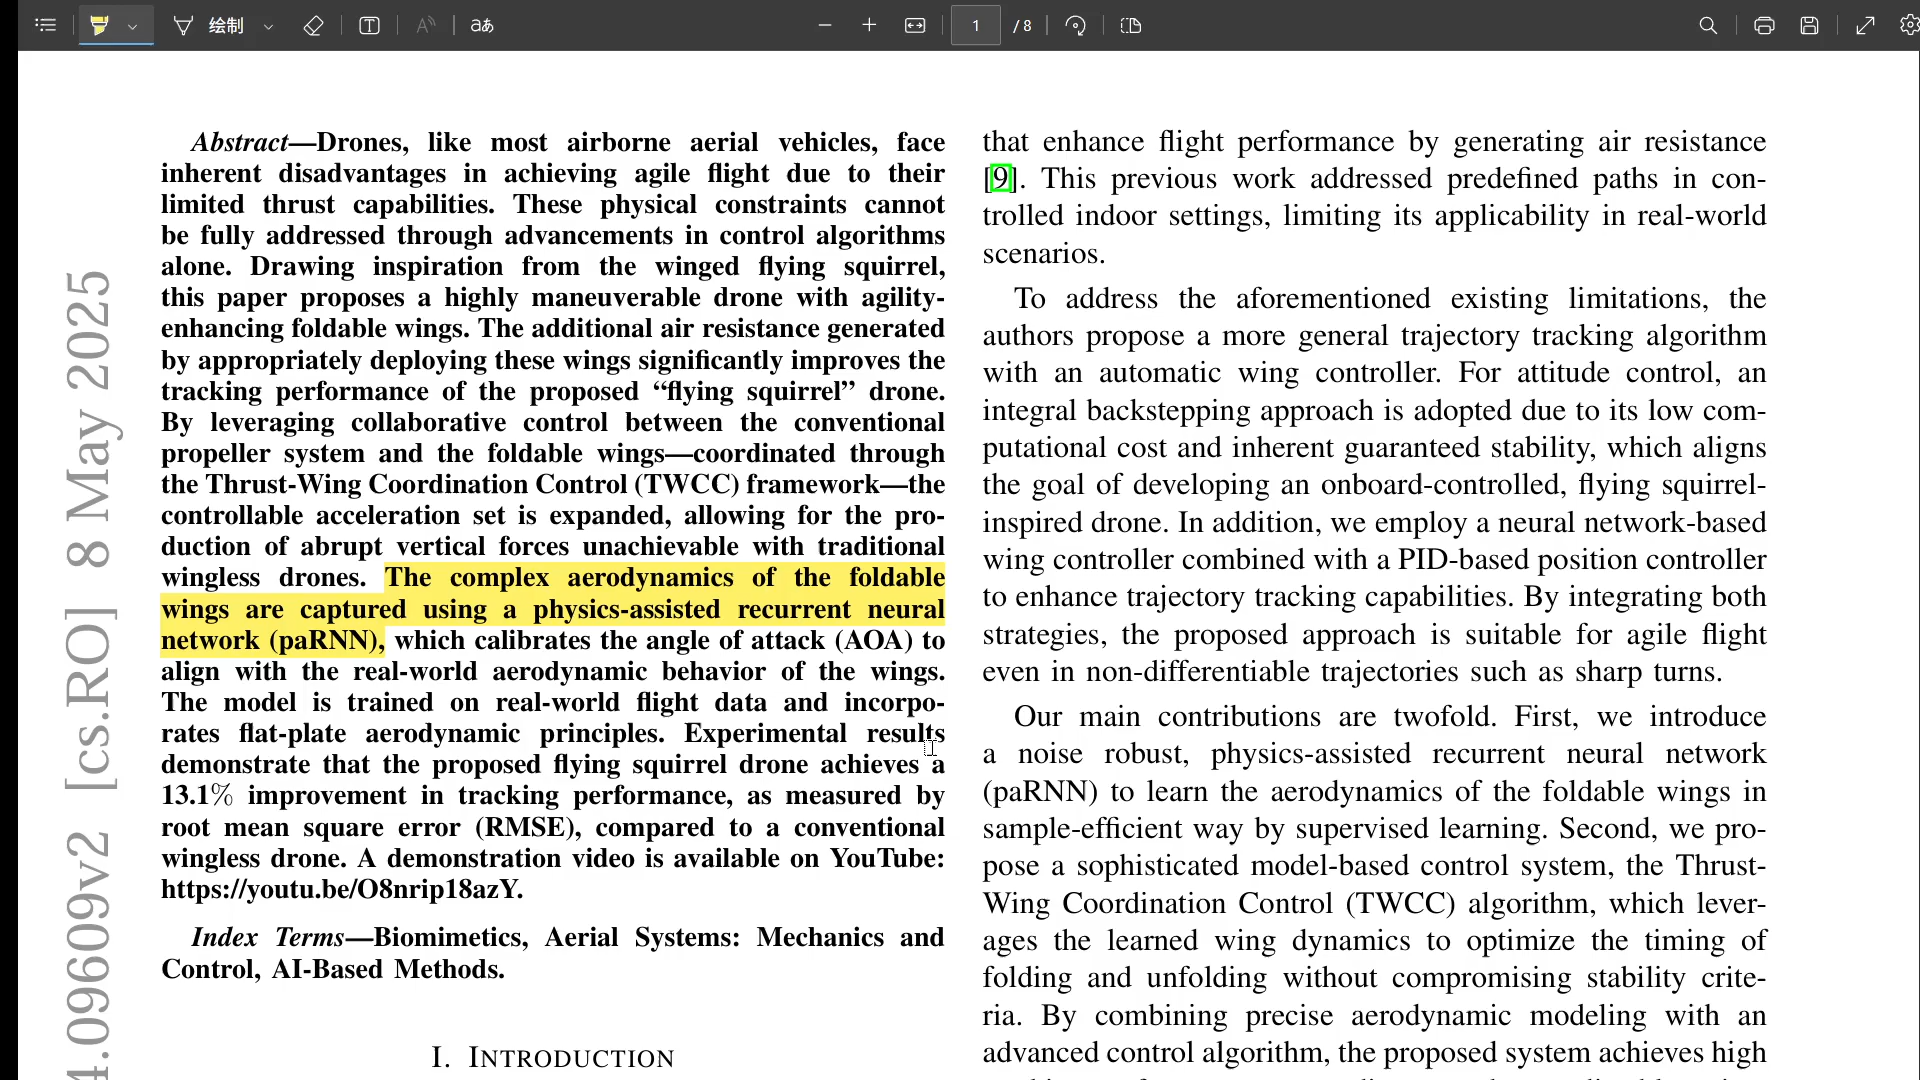 绘制
aあ
1
/ 8
4.09609v2 [cs.RO] 8 May 2025
Abstract—Drones, like most airborne aerial vehicles, face
inherent disadvantages in achieving agile flight due to their
limited thrust capabilities. These physical constraints cannot
be fully addressed through advancements in control algorithms
alone. Drawing inspiration from the winged flying squirrel,
this paper proposes a highly maneuverable drone with agility-
enhancing foldable wings. The additional air resistance generated
by appropriately deploying these wings significantly improves the
tracking performance of the proposed “flying squirrel” drone.
By leveraging collaborative control between the conventional
propeller system and the foldable wings—coordinated through
the Thrust-Wing Coordination Control (TWCC) framework—the
controllable acceleration set is expanded, allowing for the pro-
duction of abrupt vertical forces unachievable with traditional
wingless drones. The complex aerodynamics of the foldable
wings are captured using a physics-assisted recurrent neural
network (paRNN), which calibrates the angle of attack (AOA) to
align with the real-world aerodynamic behavior of the wings.
The model is trained on real-world flight data and incorpo-
rates flat-plate aerodynamic principles. Experimental results
demonstrate that the proposed flying squirrel drone achieves a
13.1% improvement in tracking performance, as measured by
root mean square error (RMSE), compared to a conventional
wingless drone. A demonstration video is available on YouTube:
https://youtu.be/O8nrip18azY.
Index Terms—Biomimetics, Aerial Systems: Mechanics and
Control, AI-Based Methods.
I. INTRODUCTION
that enhance flight performance by generating air resistance
[9]. This previous work addressed predefined paths in con-
trolled indoor settings, limiting its applicability in real-world
scenarios.
To address the aforementioned existing limitations, the
authors propose a more general trajectory tracking algorithm
with an automatic wing controller. For attitude control, an
integral backstepping approach is adopted due to its low com-
putational cost and inherent guaranteed stability, which aligns
the goal of developing an onboard-controlled, flying squirrel-
inspired drone. In addition, we employ a neural network-based
wing controller combined with a PID-based position controller
to enhance trajectory tracking capabilities. By integrating both
strategies, the proposed approach is suitable for agile flight
even in non-differentiable trajectories such as sharp turns.
Our main contributions are twofold. First, we introduce
a noise robust, physics-assisted recurrent neural network
(paRNN) to learn the aerodynamics of the foldable wings in
sample-efficient way by supervised learning. Second, we pro-
pose a sophisticated model-based control system, the Thrust-
Wing Coordination Control (TWCC) algorithm, which lever-
ages the learned wing dynamics to optimize the timing of
folding and unfolding without compromising stability crite-
ria. By combining precise aerodynamic modeling with an
advanced control algorithm, the proposed system achieves high